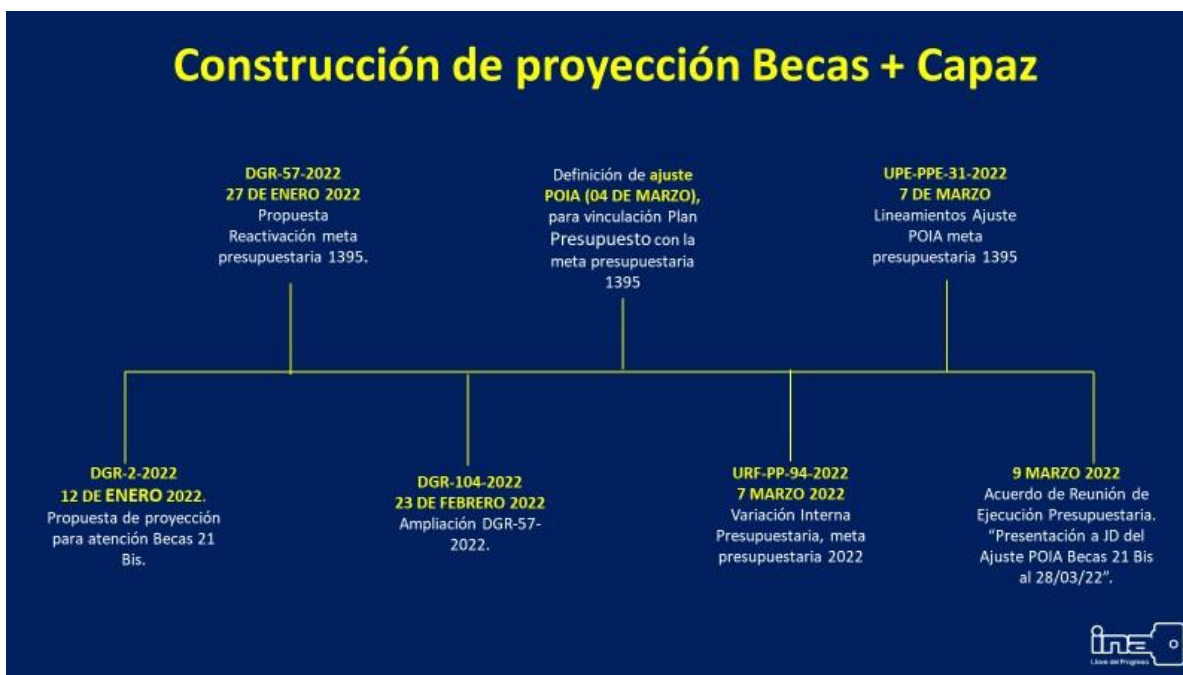 Construcción de proyección Becas + Capaz
DGR-57-2022
27 DE ENERO 2022
Propuesta
Reactivación meta
presupuestaria 1395.
Definición de ajuste
POIA (04 DE MARZO),
para vinculación Plan
Presupuesto con la
meta presupuestaria
1395
UPE-PPE-31-2022
7 DE MARZO
Lineamientos Ajuste
POIA meta
presupuestaria 1395
DGR-2-2022
12 DE ENERO 2022.
Propuesta de proyección
para atención Becas 21
Bis.
DGR-104-2022
23 DE FEBRERO 2022
Ampliación DGR-57-
2022.
URF-PP-94-2022
7 MARZO 2022
Variación Interna
Presupuestaria, meta
presupuestaria 2022
9 MARZO 2022
Acuerdo de Reunión de
Ejecución Presupuestaria.
“Presentación a JD del
Ajuste POIA Becas 21 Bis
al 28/03/22”.
ina
Llave del Progreso